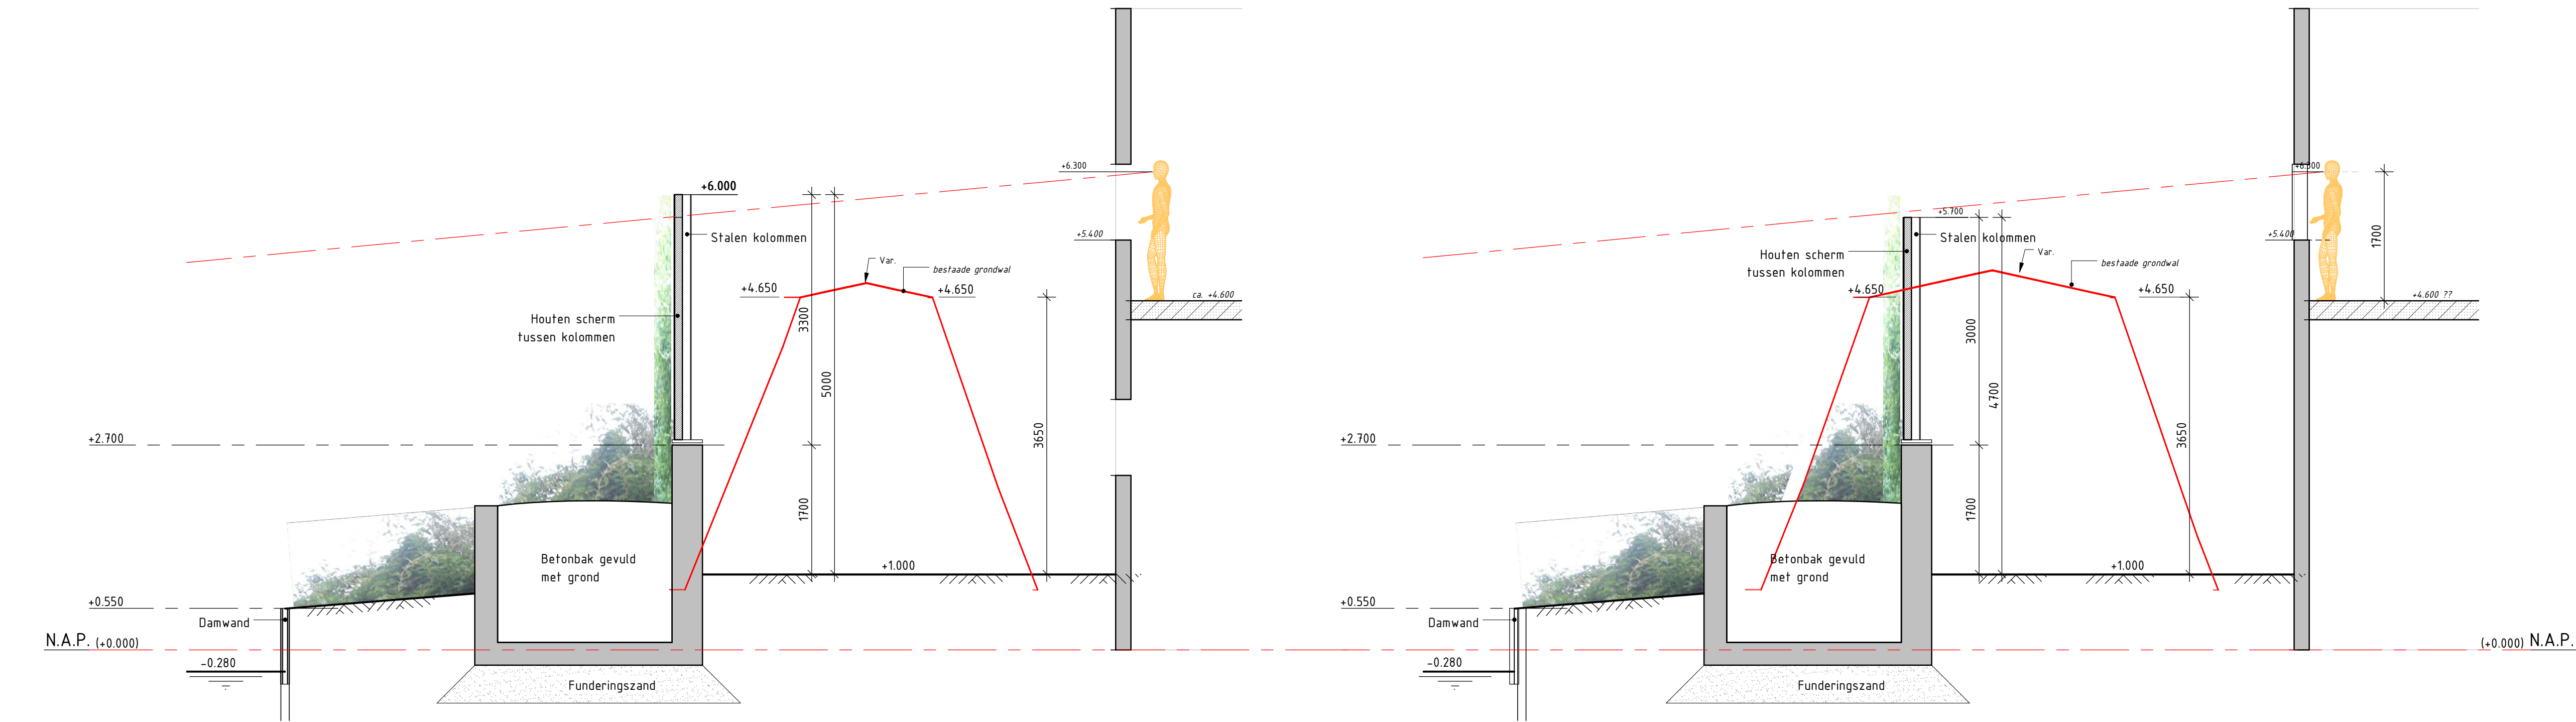 +6.300
+6.000
Stalen kolommen
+5.400
Var.
bestaade grondwal
+4.650
+4.650
ca. +4.600
Houten scherm
tussen kolommen
3300
5000
3650
+2.700
1700
Betonbak gevuld
met grond
+1.000
+0.550
Damwand
N.A.P. (+0.000)
-0.280
Funderingszand
+5.700
Stalen kolommen
Houten scherm
tussen kolommen
Var.
bestaade grondwal
+5.400
1700
+4.650
+4.650
+4.600 ??
3000
4700
3650
+2.700
1700
Betonbak gevuld
met grond
+1.000
+0.550
Damwand
(+0.000) N.A.P.
-0.280
Funderingszand